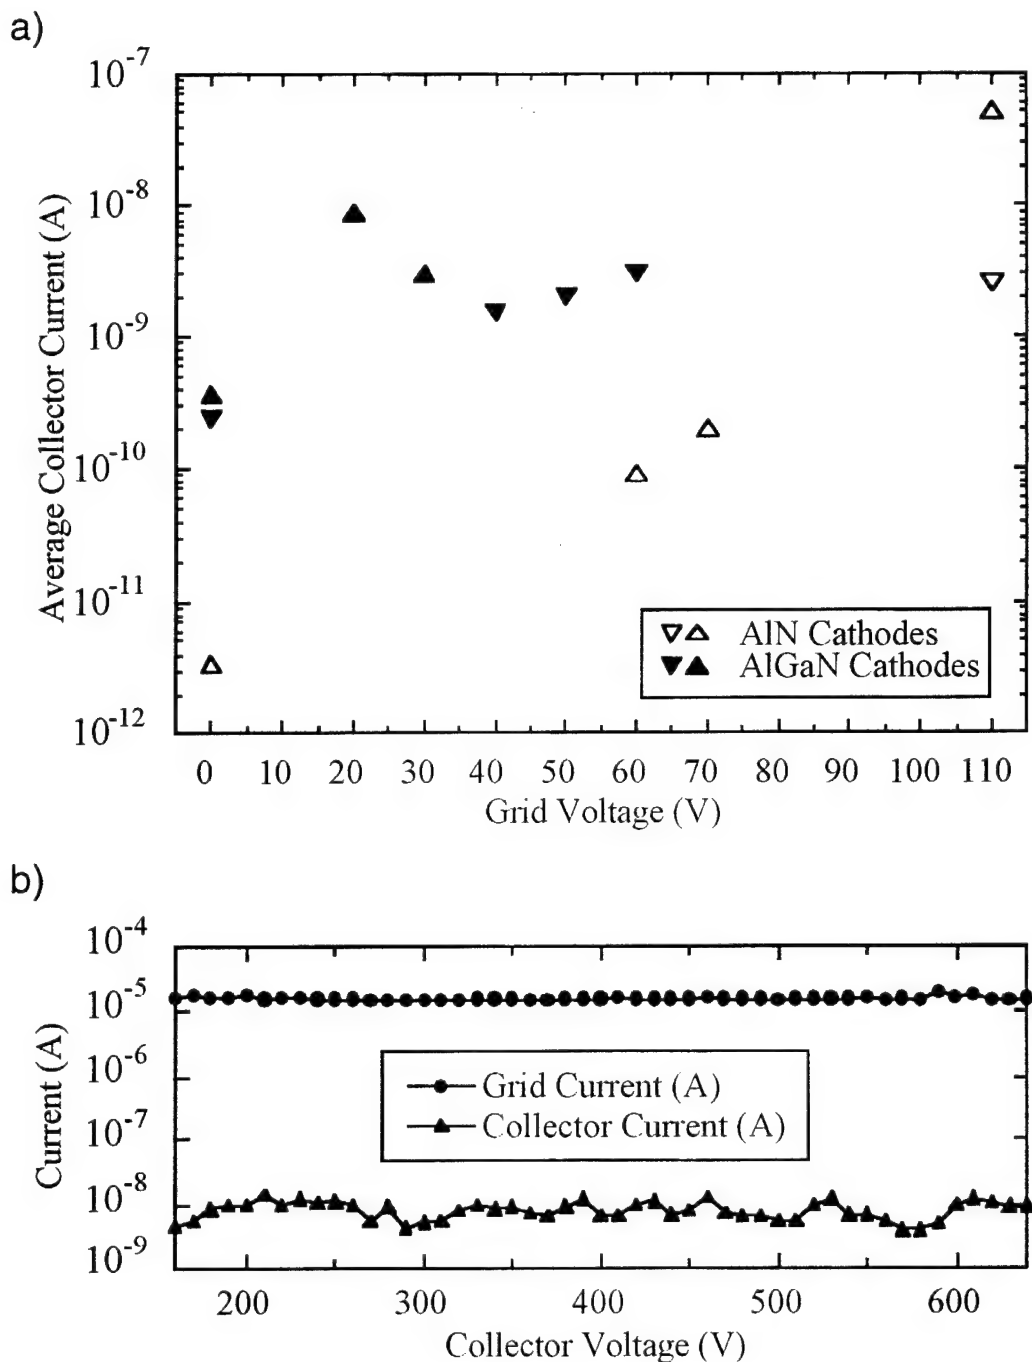 a)
10^-7
10^-8
10^-9
10^-10
10^-11
10^-12
Average Collector Current (A)
AlN Cathodes
AlGaN Cathodes
0 10 20 30 40 50 60 70 80 90 100 110
Grid Voltage (V)
b)
10^-4
10^-5
10^-6
10^-7
10^-8
10^-9
Current (A)
Grid Current (A)
Collector Current (A)
200 300 400 500 600
Collector Voltage (V)